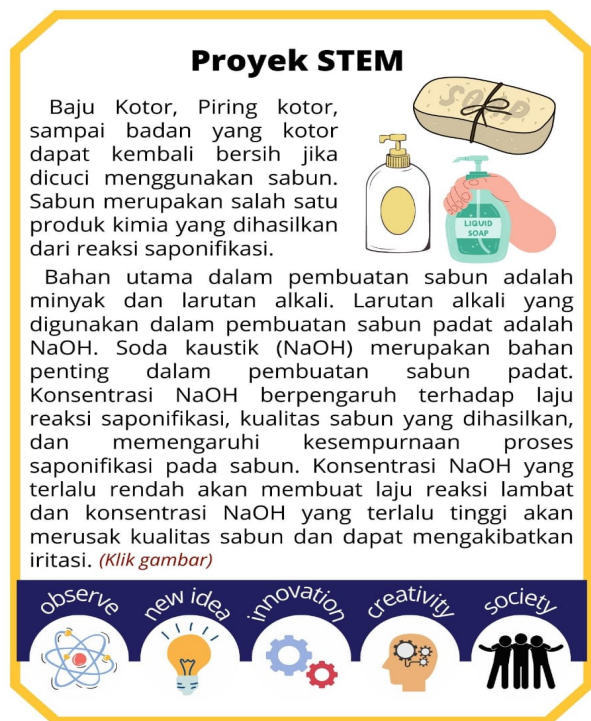 Proyek STEM
Baju Kotor, Piring kotor,
sampai badan yang kotor
dapat kembali bersih jika
dicuci menggunakan sabun.
Sabun merupakan salah satu
produk kimia yang dihasilkan
dari reaksi saponifikasi.
SOAP
LIQUID
SOAP
Bahan utama dalam pembuatan sabun adalah
minyak dan larutan alkali. Larutan alkali yang
digunakan dalam pembuatan sabun padat adalah
NaOH. Soda kaustik (NaOH) merupakan bahan
penting dalam pembuatan sabun padat.
Konsentrasi NaOH berpengaruh terhadap laju
reaksi saponifikasi, kualitas sabun yang dihasilkan,
dan memengaruhi kesempurnaan proses
saponifikasi pada sabun. Konsentrasi NaOH yang
terlalu rendah akan membuat laju reaksi lambat
dan konsentrasi NaOH yang terlalu tinggi akan
merusak kualitas sabun dan dapat mengakibatkan
iritasi. (Klik gambar)
observe
new idea
innovation
creativity
society